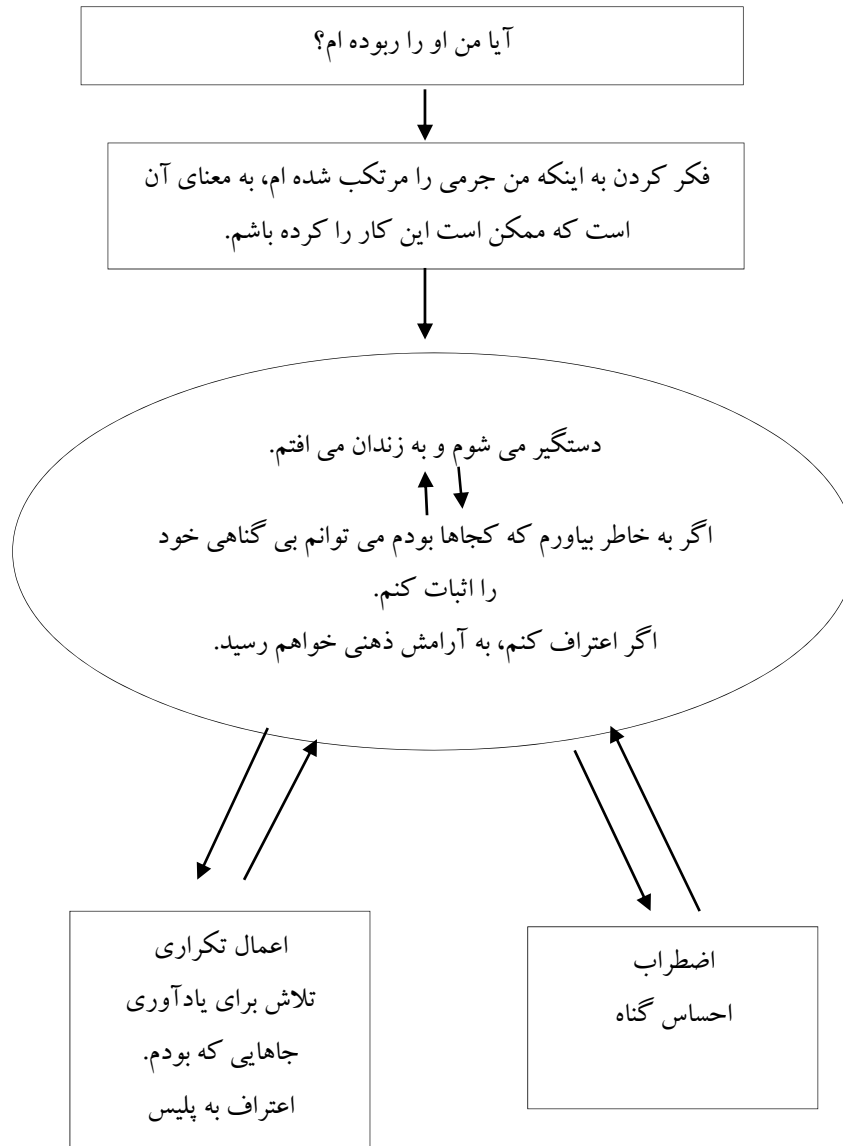 آیا من او را ربوده ام؟
فکر کردن به اینکه من جرمی را مرتکب شده ام، به معنای آن
است که ممکن است این کار را کرده باشم.
دستگیر می شوم و به زندان می افتم.
اگر به خاطر بیاورم که کجاها بودم می توانم بی گناهی خود
را اثبات کنم.
اگر اعتراف کنم، به آرامش ذهنی خواهم رسید.
اضطراب
احساس گناه
اعمال تکراری
تلاش برای یادآوری
جاهایی که بودم.
اعتراف به پلیس